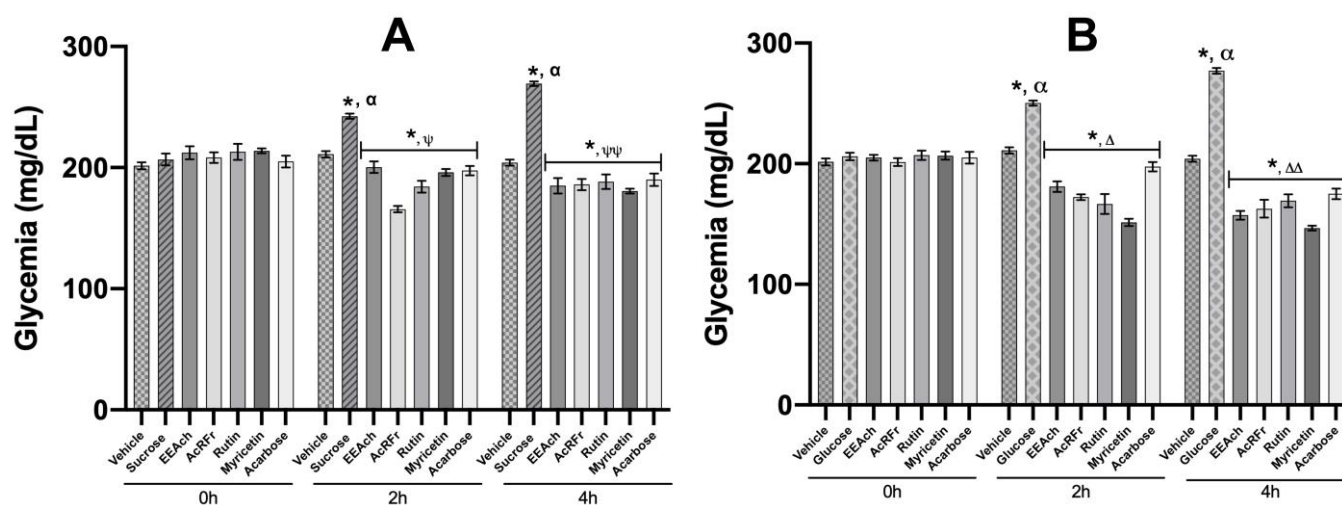 A
Glycemia (mg/dL)
300
200
100
0
*, α
*, ψ
*, α
*, ψψ
Vehicle
Sucrose
EEAch
AcRFr
Rutin
Myricetin
Acarbose
Vehicle
Sucrose
EEAch
AcRFr
Rutin
Myricetin
Acarbose
Vehicle
Sucrose
EEAch
AcRFr
Rutin
Myricetin
Acarbose
0h
2h
4h
B
Glycemia (mg/dL)
300
200
100
0
*, α
*, Δ
*, α
*, ΔΔ
Vehicle
Glucose
EEAch
AcRFr
Rutin
Myricetin
Acarbose
Vehicle
Glucose
EEAch
AcRFr
Rutin
Myricetin
Acarbose
Vehicle
Glucose
EEAch
AcRFr
Rutin
Myricetin
Acarbose
0h
2h
4h